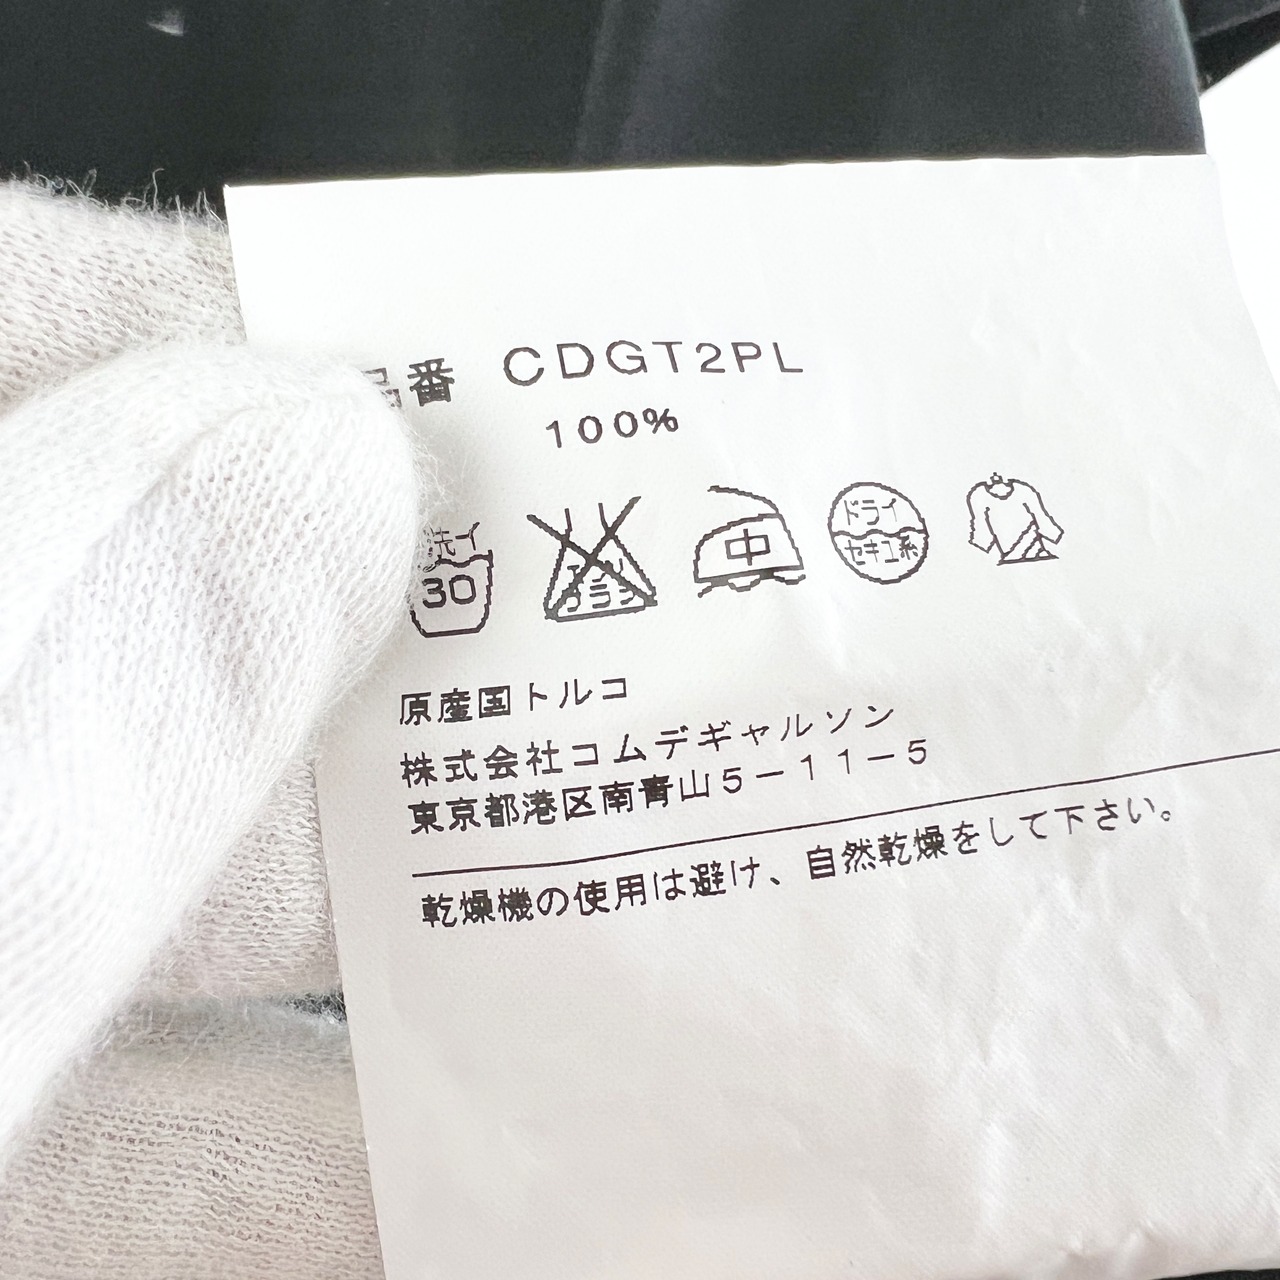 品番 CDGT2PL
100%
30
中
ドライ
セキユ系
原産国トルコ
株式会社コムデギャルソン
東京都港区南青山5－11－5
乾燥機の使用は避け、自然乾燥をして下さい。